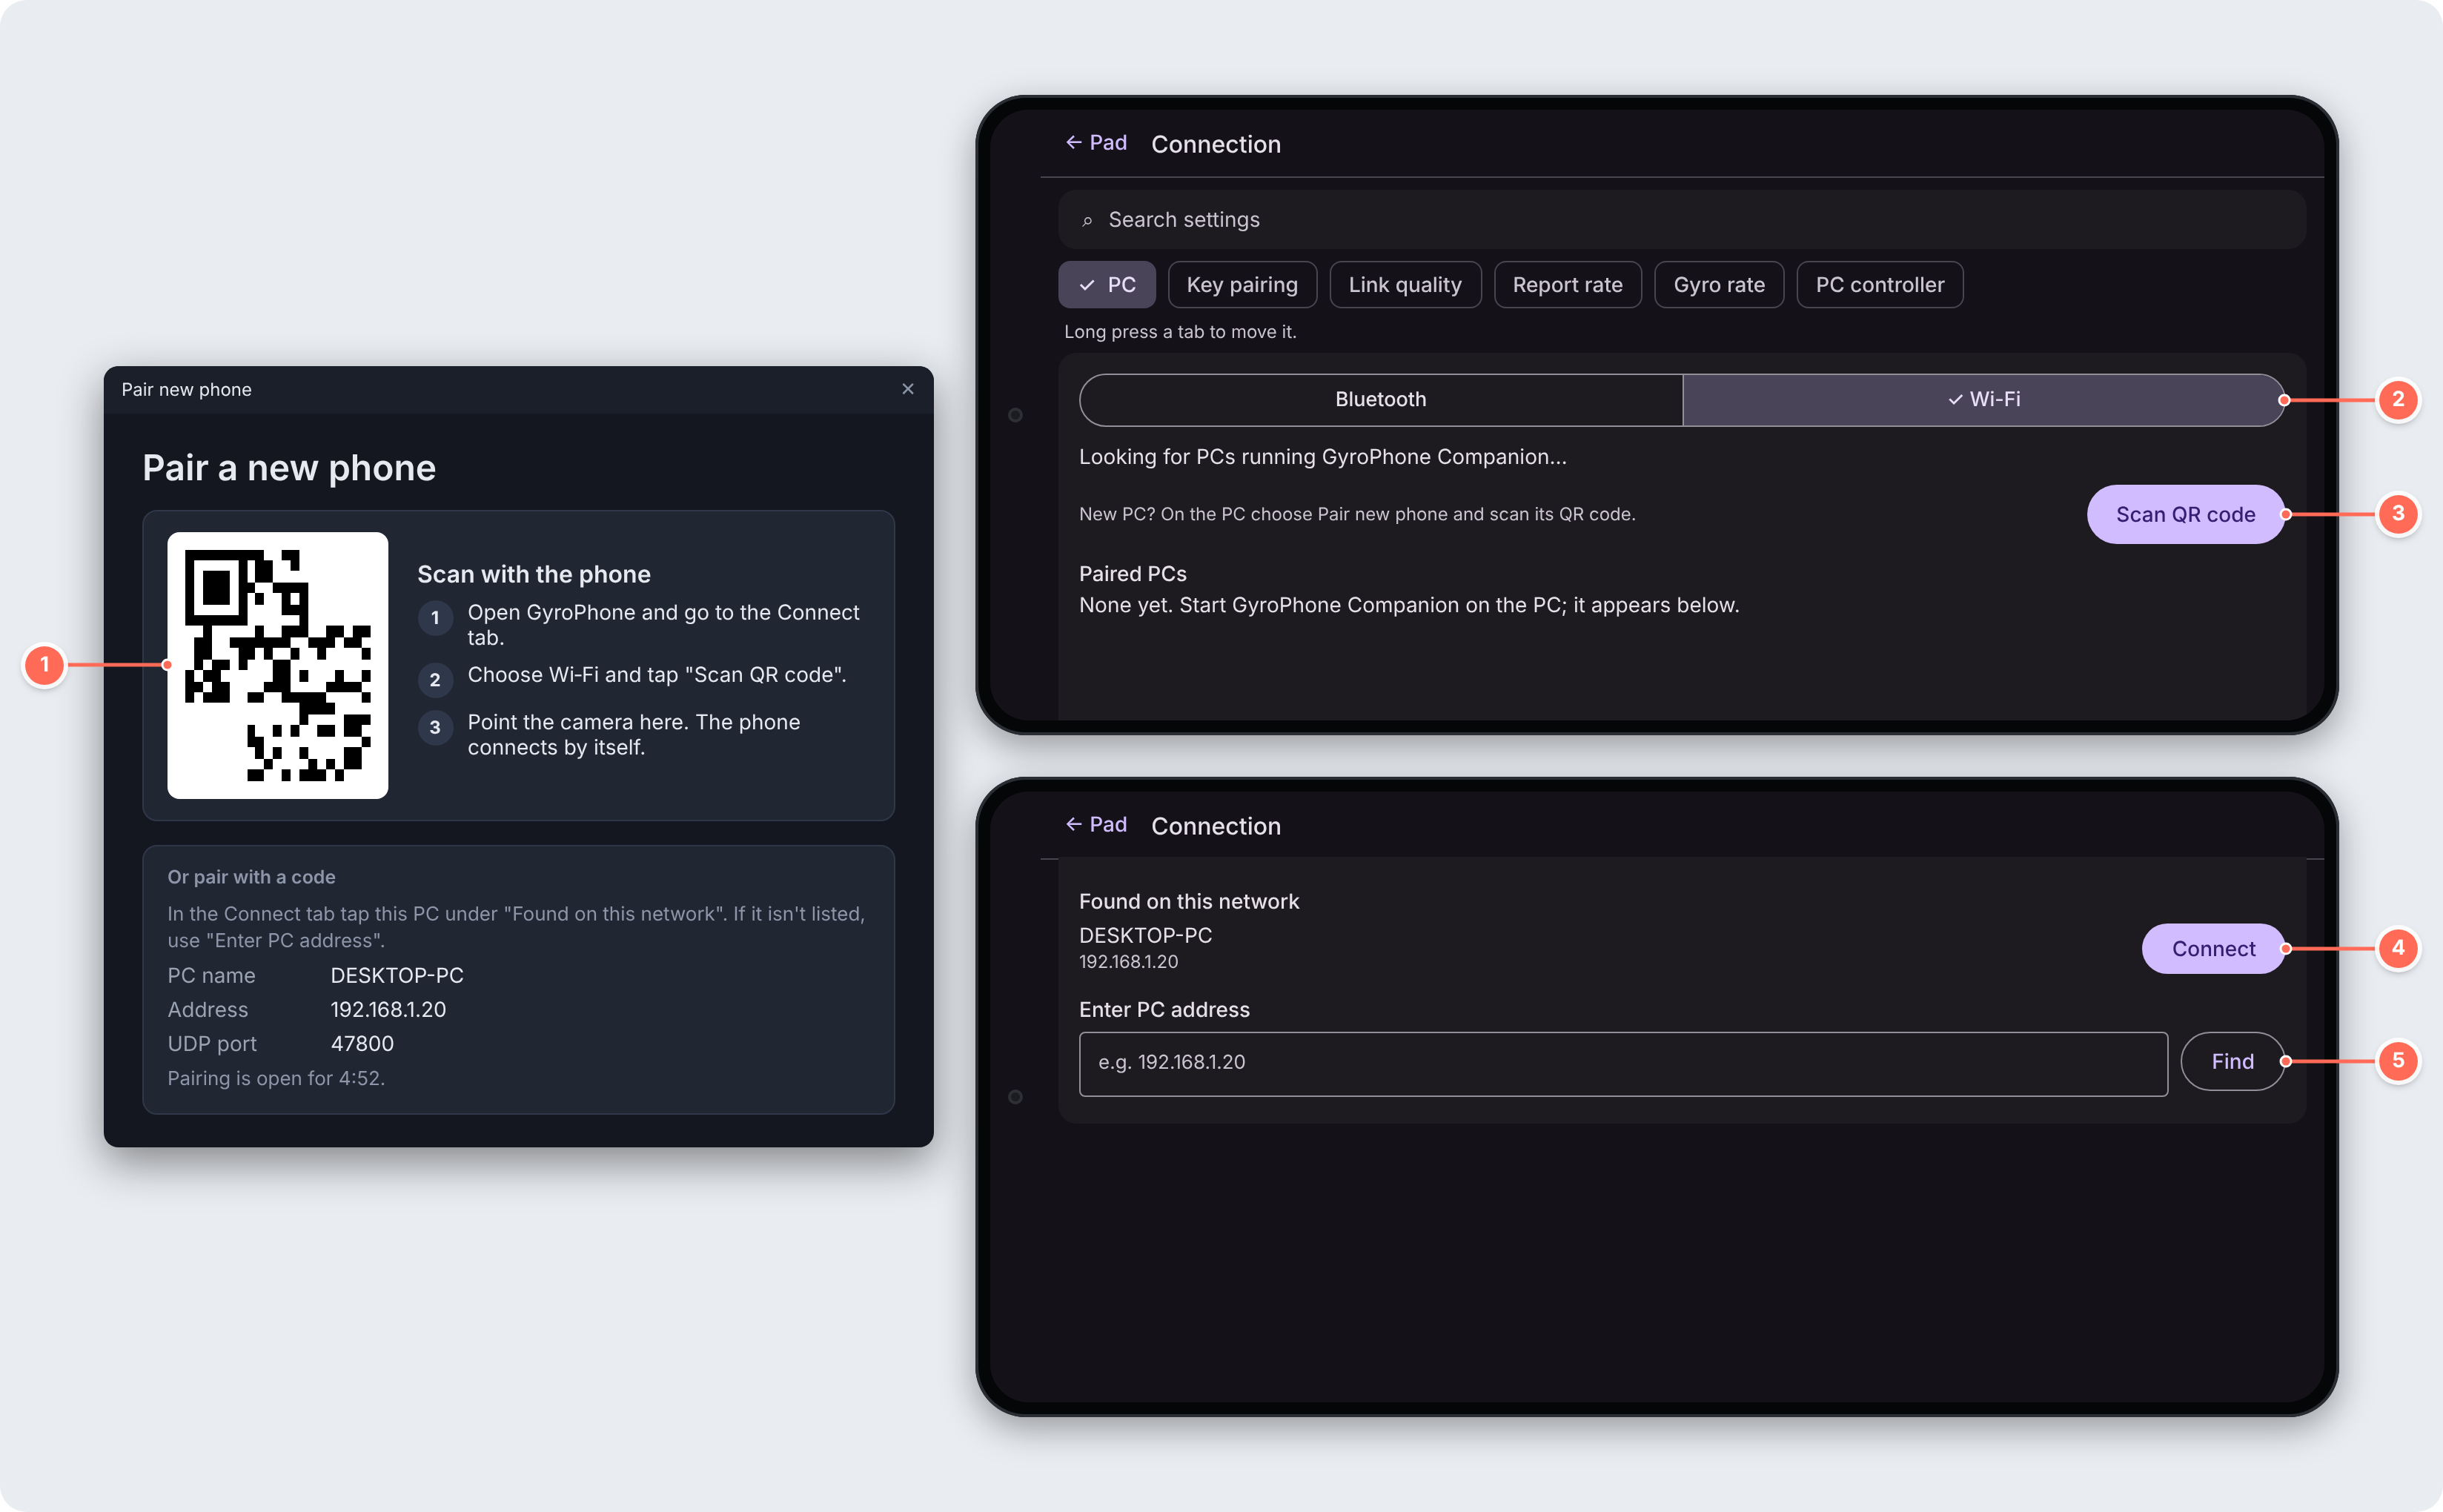 Pair new phone
Pair a new phone
1
Scan with the phone
1 Open GyroPhone and go to the Connect
tab.
2 Choose Wi-Fi and tap "Scan QR code".
3 Point the camera here. The phone
connects by itself.
Or pair with a code
In the Connect tab tap this PC under "Found on this network". If it isn't listed,
use "Enter PC address".
PC name DESKTOP-PC
Address 192.168.1.20
UDP port 47800
Pairing is open for 4:52.
← Pad Connection
Search settings
✓ PC Key pairing Link quality Report rate Gyro rate PC controller
Long press a tab to move it.
Bluetooth ✓ Wi-Fi 2
Looking for PCs running GyroPhone Companion...
New PC? On the PC choose Pair new phone and scan its QR code. Scan QR code 3
Paired PCs
None yet. Start GyroPhone Companion on the PC; it appears below.
← Pad Connection
Found on this network
DESKTOP-PC
192.168.1.20
Connect 4
Enter PC address
e.g. 192.168.1.20 Find 5